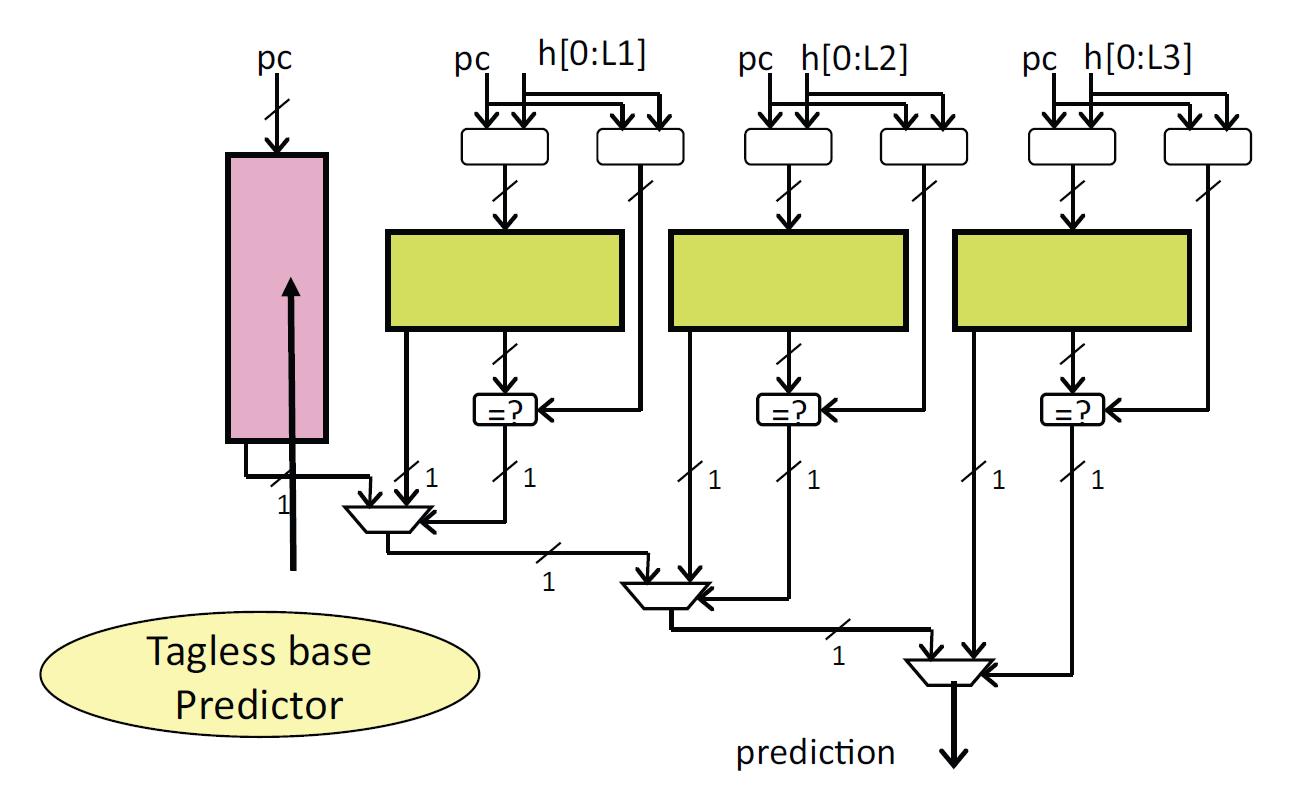 pc
pc
h[0:L1]
pc
h[0:L2]
pc
h[0:L3]
=?
=?
=?
1
1
1
1
1
1
1
1
1
Tagless base
Predictor
prediction